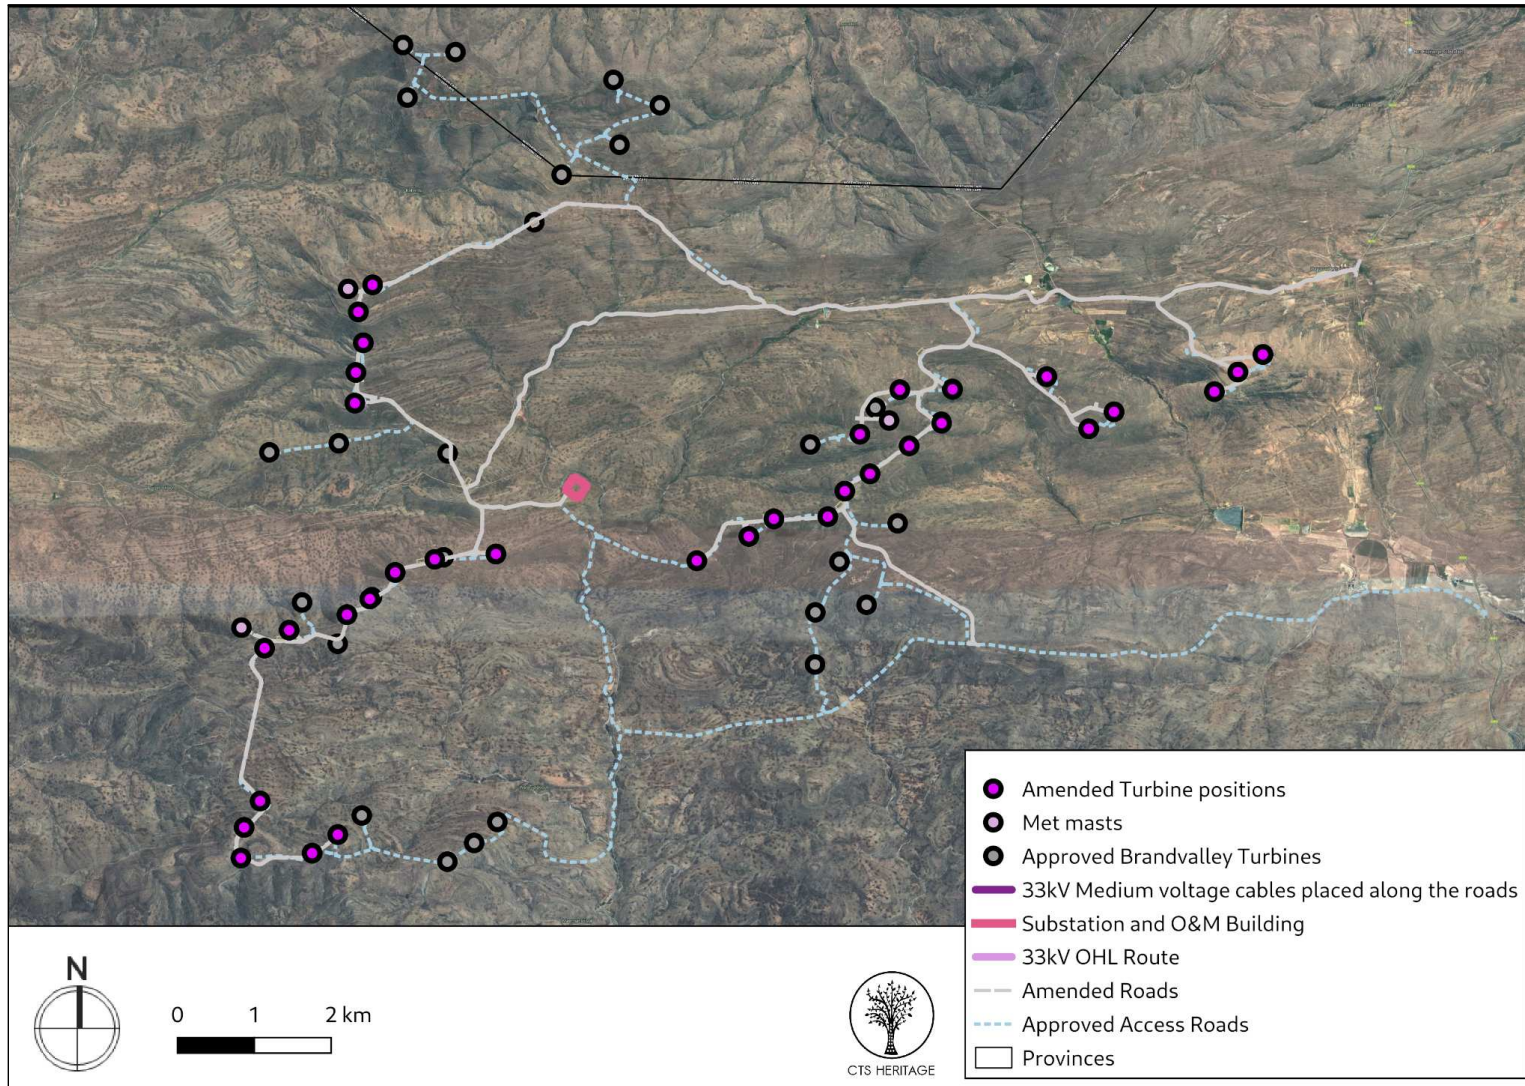 Amended Turbine positions
Met masts
Approved Brandvalley Turbines
33kV Medium voltage cables placed along the roads
Substation and O&M Building
33kV OHL Route
Amended Roads
Approved Access Roads
Provinces
N
0 1 2 km
CTS HERITAGE